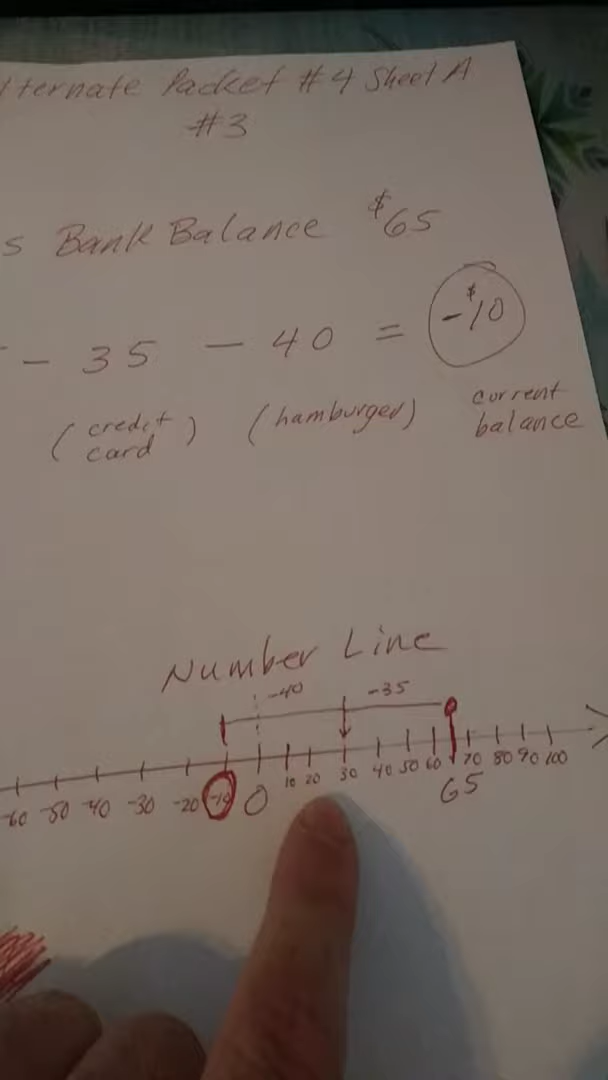 lternate Packet #4 Sheet A
#3
s Bank Balance $65
- 35 - 40 = -$10
(credit card) (hamburger) current balance
Number Line
-40 -35
-60 -50 -40 -30 -20 -10 0 10 20 30 40 50 60 70 80 90 100
65